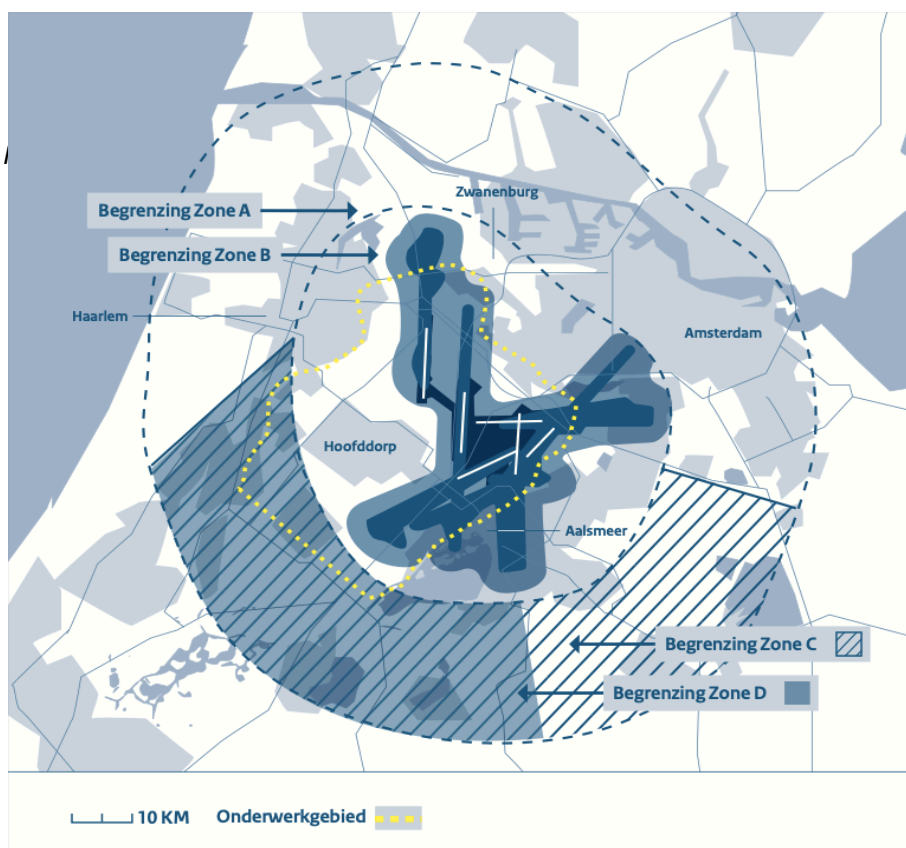 Zwanenburg
Begrenzing Zone A
Begrenzing Zone B
Haarlem
Amsterdam
Hoofddorp
Aalsmeer
Begrenzing Zone C
Begrenzing Zone D
10 KM
Onderwerkgebied